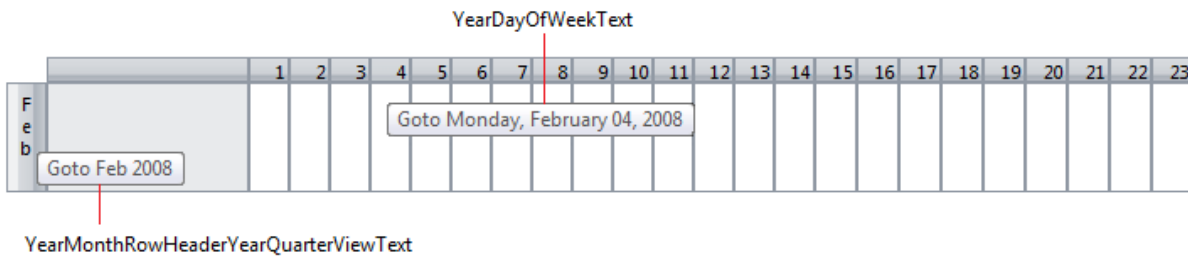 YearDayOfWeekText
1 2 3 4 5 6 7 8 9 10 11 12 13 14 15 16 17 18 19 20 21 22 23
F
e
b
Goto Monday, February 04, 2008
Goto Feb 2008
YearMonthRowHeaderYearQuarterViewText